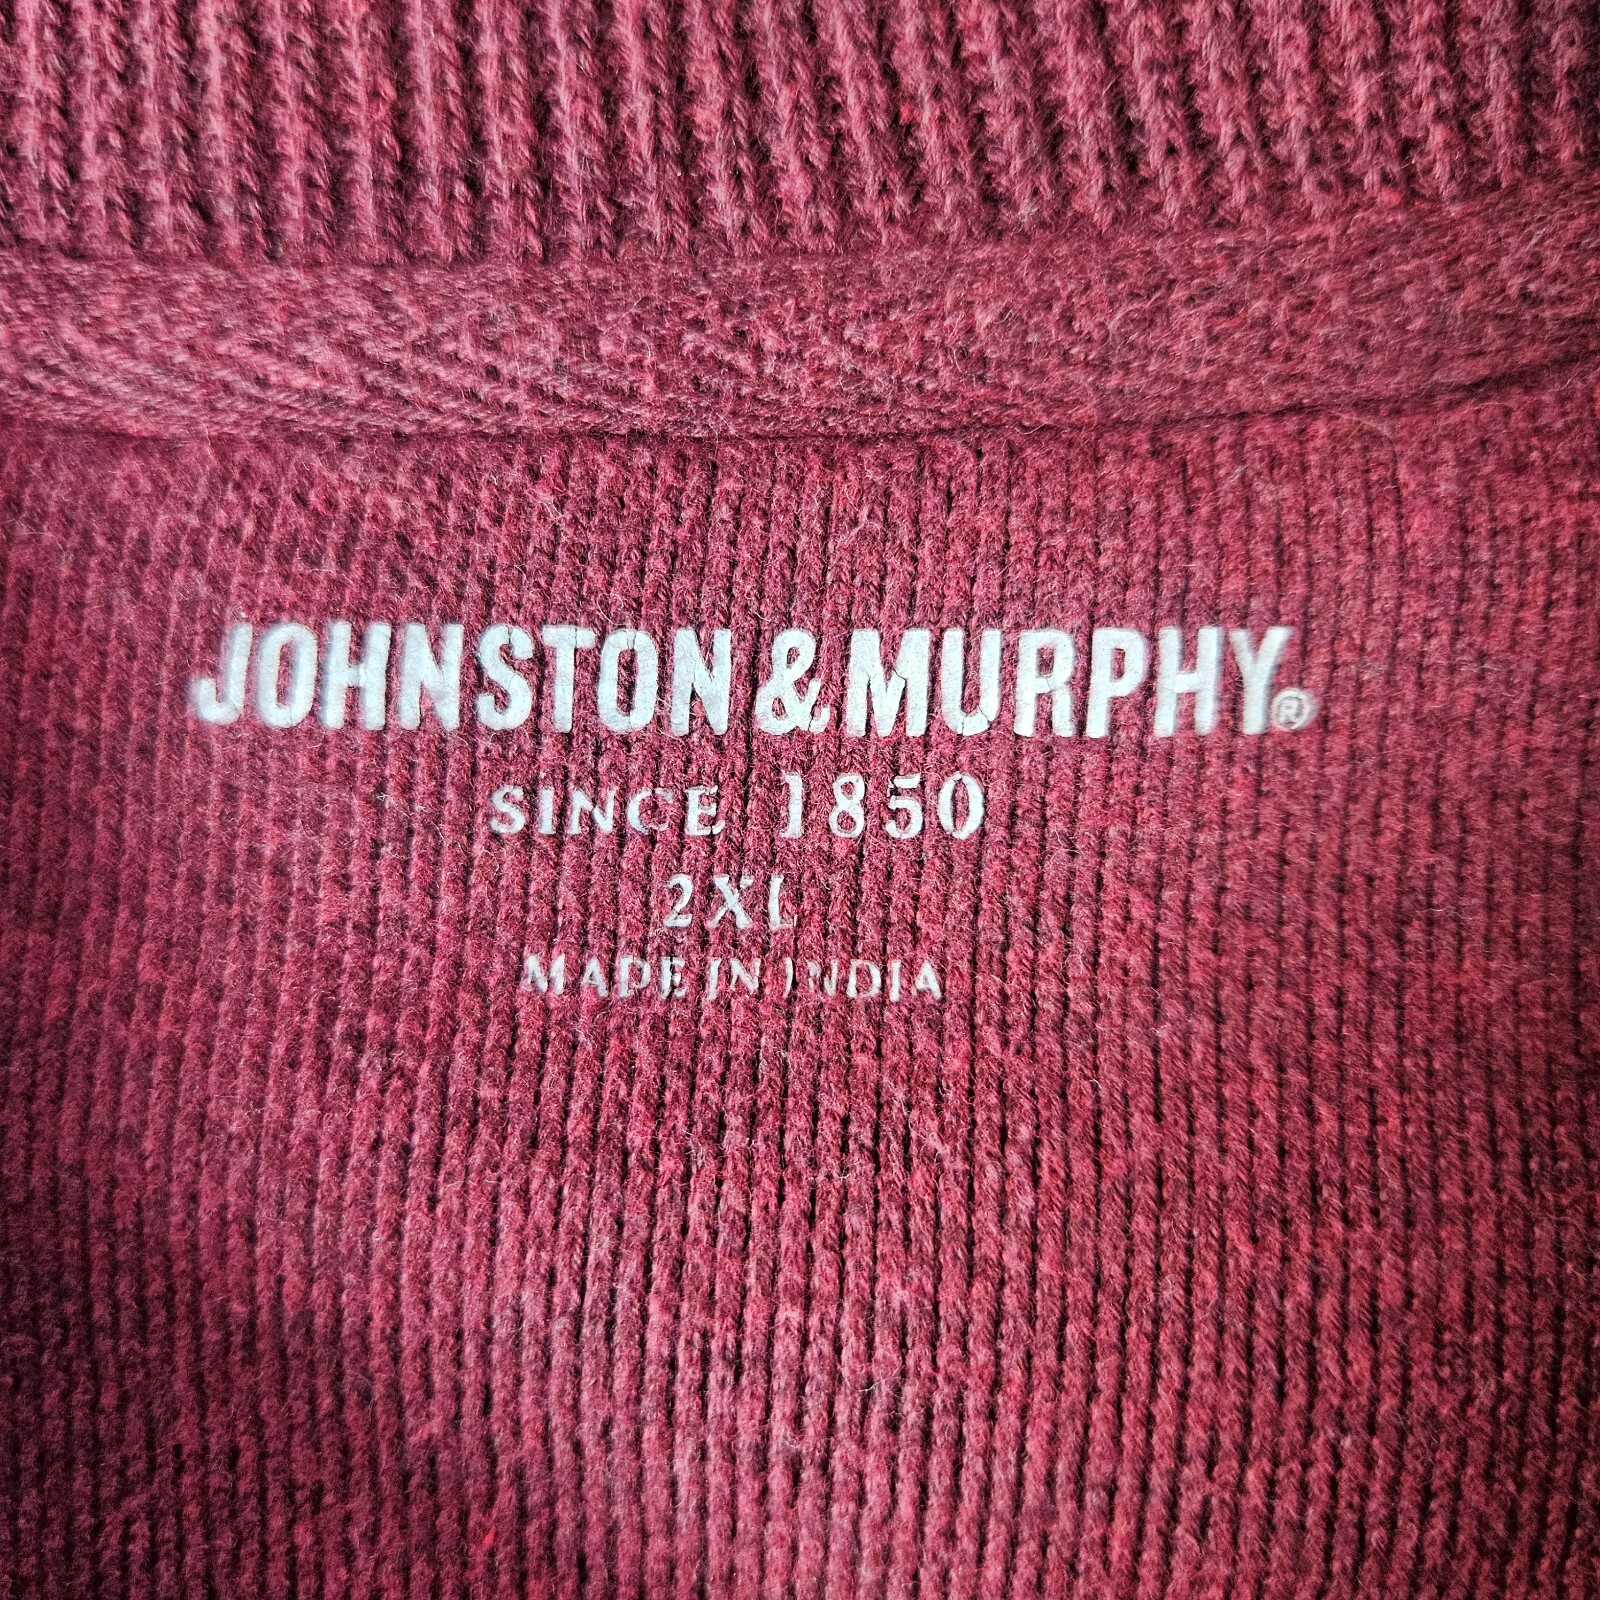 JOHNSTON & MURPHY®
SINCE 1850
2XL
MADE IN INDIA